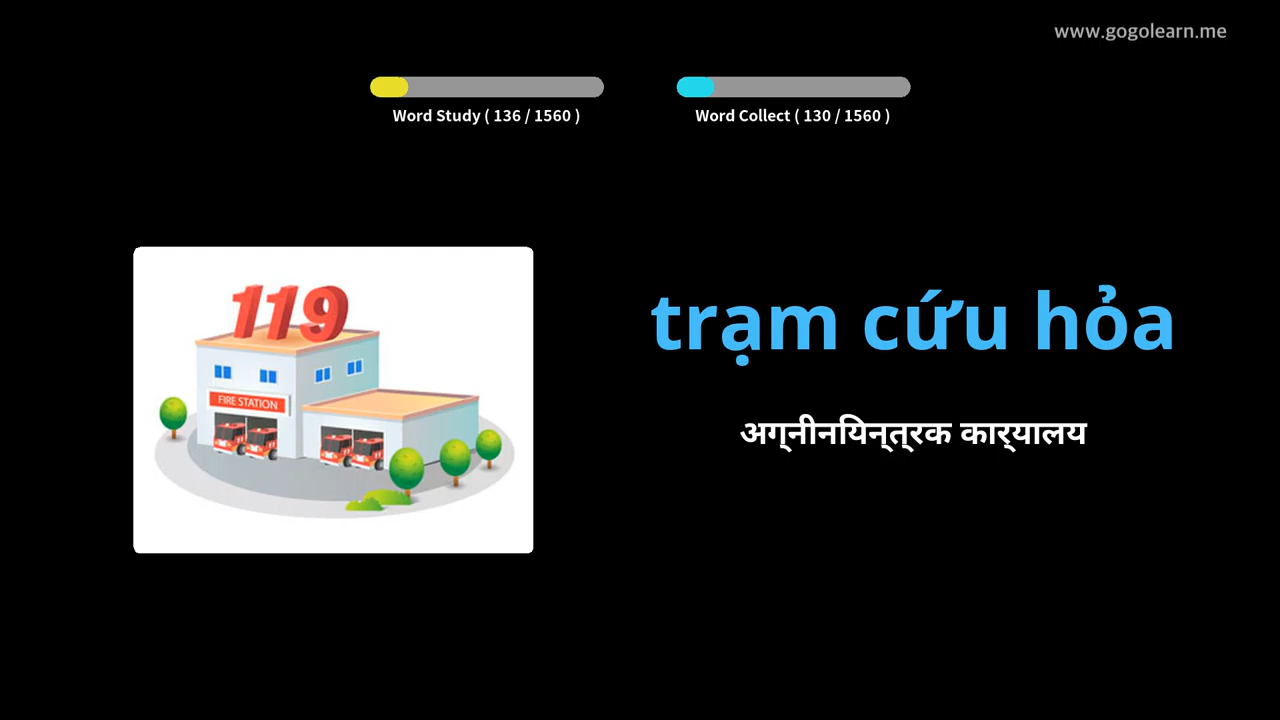 www.gogolearn.me
Word Study ( 136 / 1560 )
Word Collect ( 130 / 1560 )
119
FIRE STATION
trạm cứu hỏa
अग्नीनियन्त्रक कार्यालय